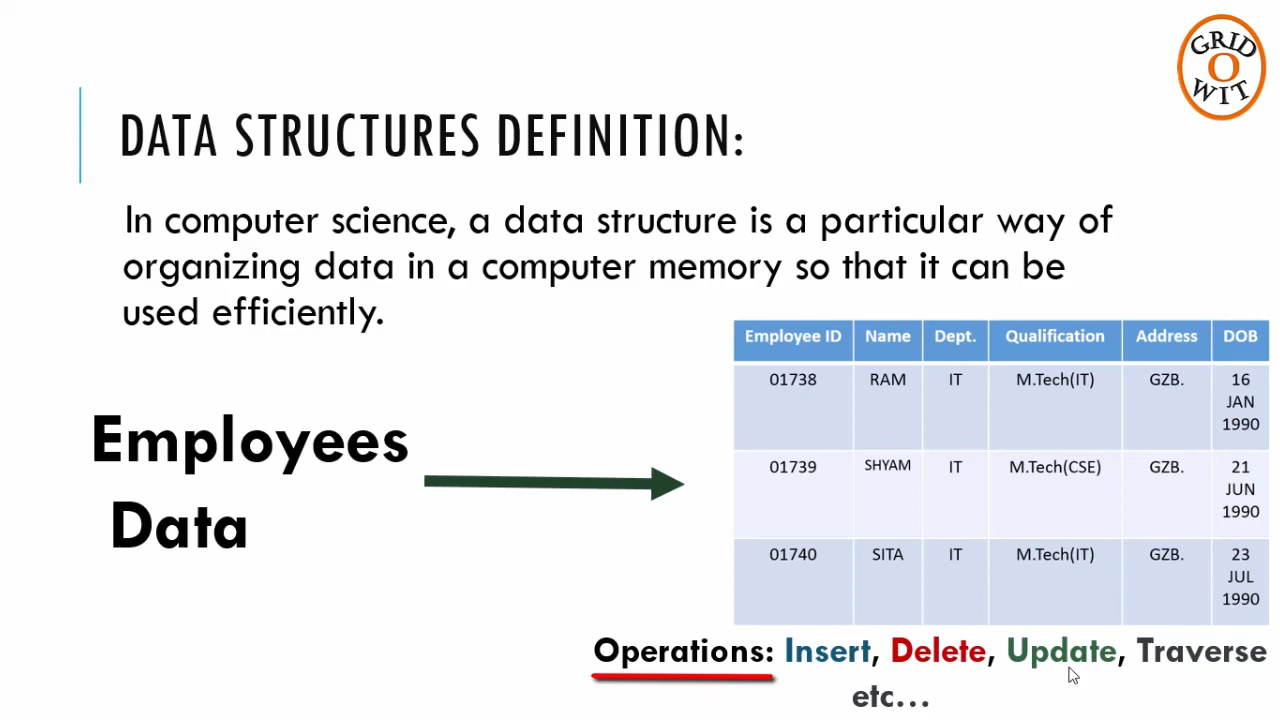 GRID
O
WIT
DATA STRUCTURES DEFINITION:
In computer science, a data structure is a particular way of
organizing data in a computer memory so that it can be
used efficiently.
Employees
Data
Employee ID Name Dept. Qualification Address DOB
01738 RAM IT M.Tech(IT) GZB. 16
JAN
1990
01739 SHYAM IT M.Tech(CSE) GZB. 21
JUN
1990
01740 SITA IT M.Tech(IT) GZB. 23
JUL
1990
Operations: Insert, Delete, Update, Traverse
etc...